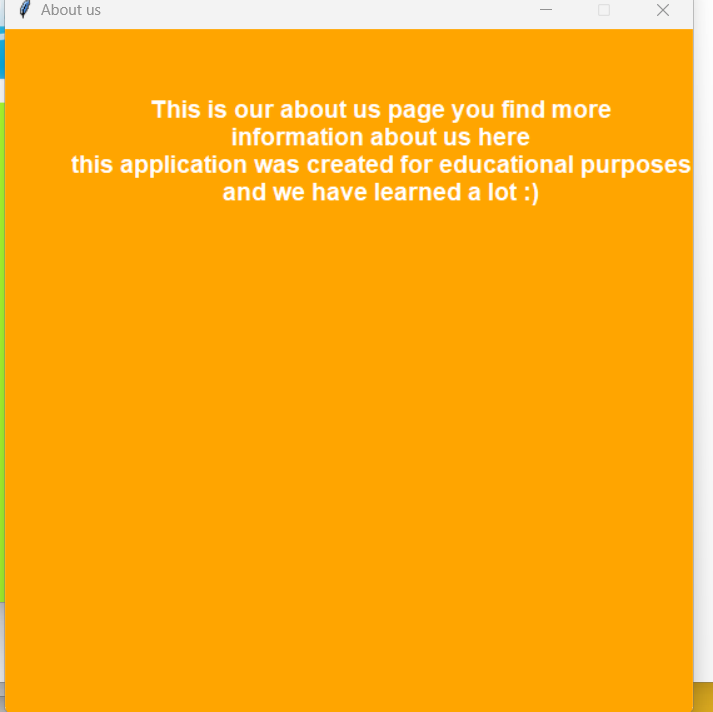 About us
This is our about us page you find more
information about us here
this application was created for educational purposes
and we have learned a lot :)